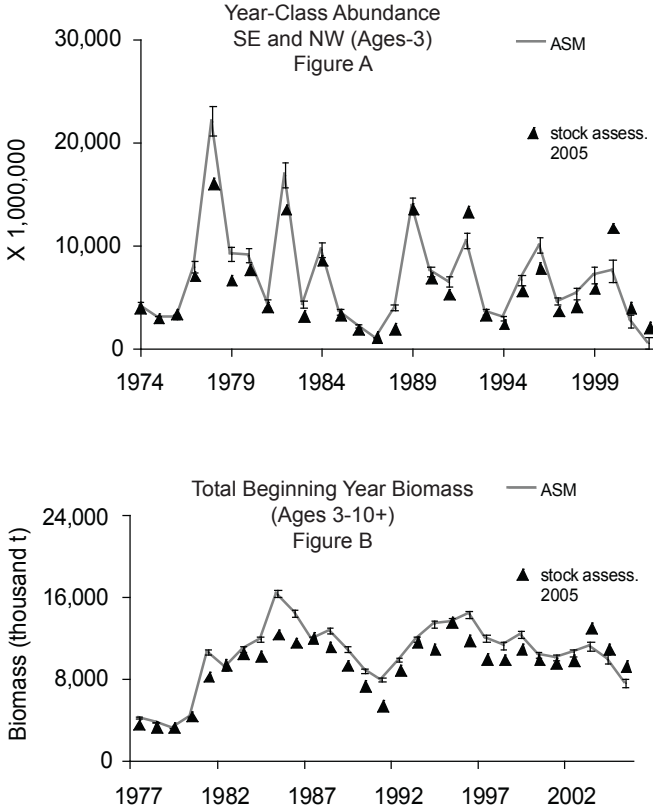 Year-Class Abundance
SE and NW (Ages-3)
Figure A
ASM
stock assess.
2005
X 1,000,000
30,000
20,000
10,000
0
1974 1979 1984 1989 1994 1999
Total Beginning Year Biomass
(Ages 3-10+)
Figure B
ASM
stock assess.
2005
Biomass (thousand t)
24,000
16,000
8,000
0
1977 1982 1987 1992 1997 2002